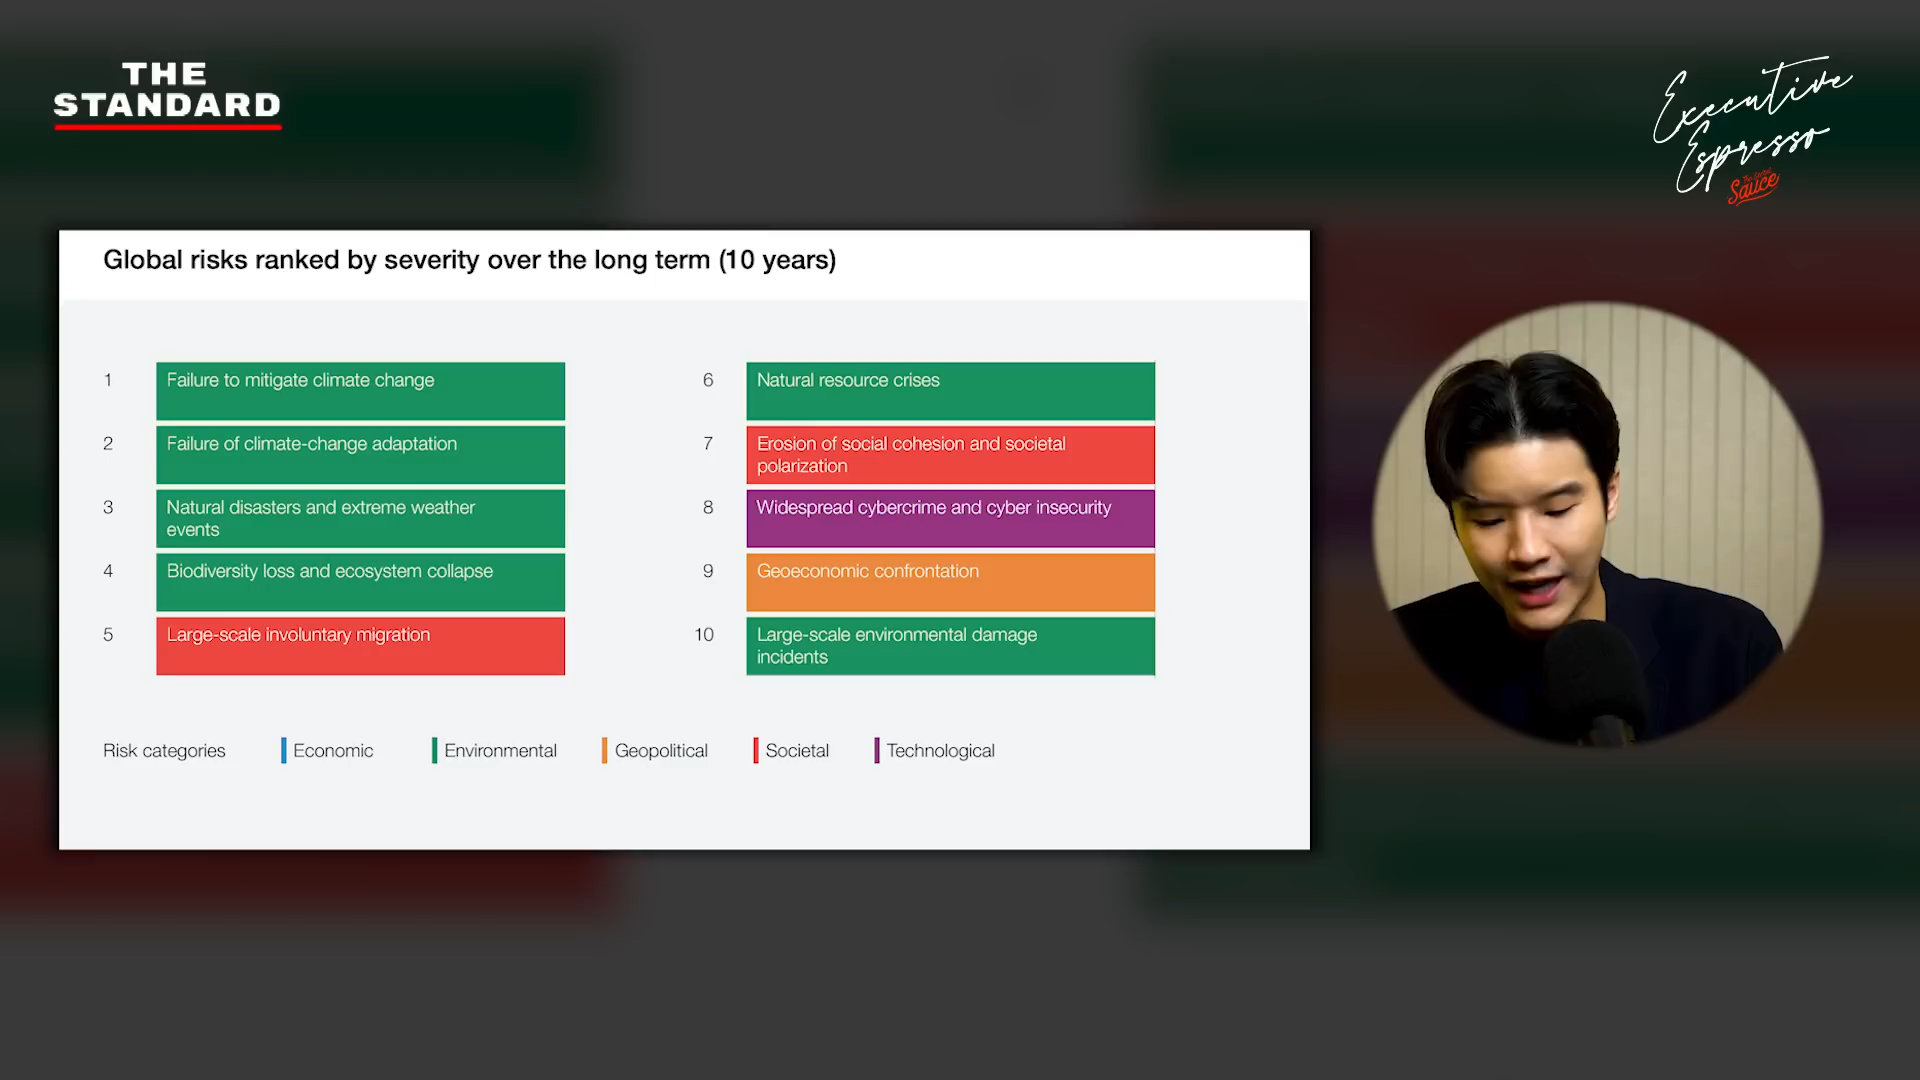 THE
STANDARD
Executive
Espresso
The Secret
Sauce
Global risks ranked by severity over the long term (10 years)
1
Failure to mitigate climate change
2
Failure of climate-change adaptation
3
Natural disasters and extreme weather
events
4
Biodiversity loss and ecosystem collapse
5
Large-scale involuntary migration
6
Natural resource crises
7
Erosion of social cohesion and societal
polarization
8
Widespread cybercrime and cyber insecurity
9
Geoeconomic confrontation
10
Large-scale environmental damage
incidents
Risk categories
Economic
Environmental
Geopolitical
Societal
Technological